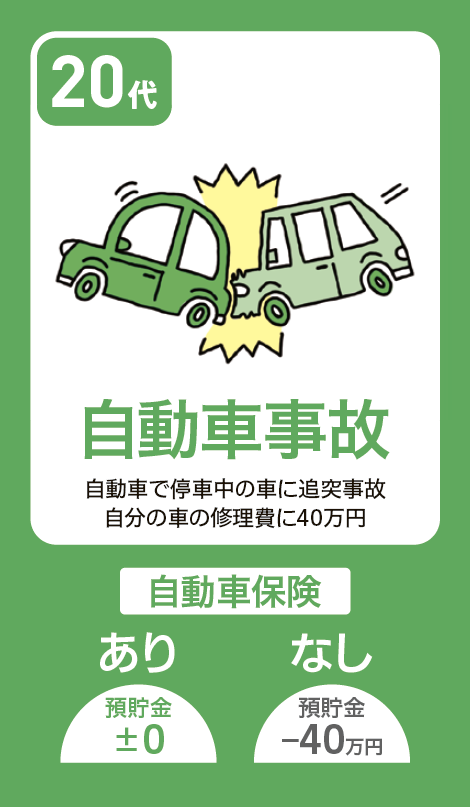 20代
自動車事故
自動車で停車中の車に追突事故
自分の車の修理費に40万円
自動車保険
あり なし
預貯金 預貯金
±0 −40万円